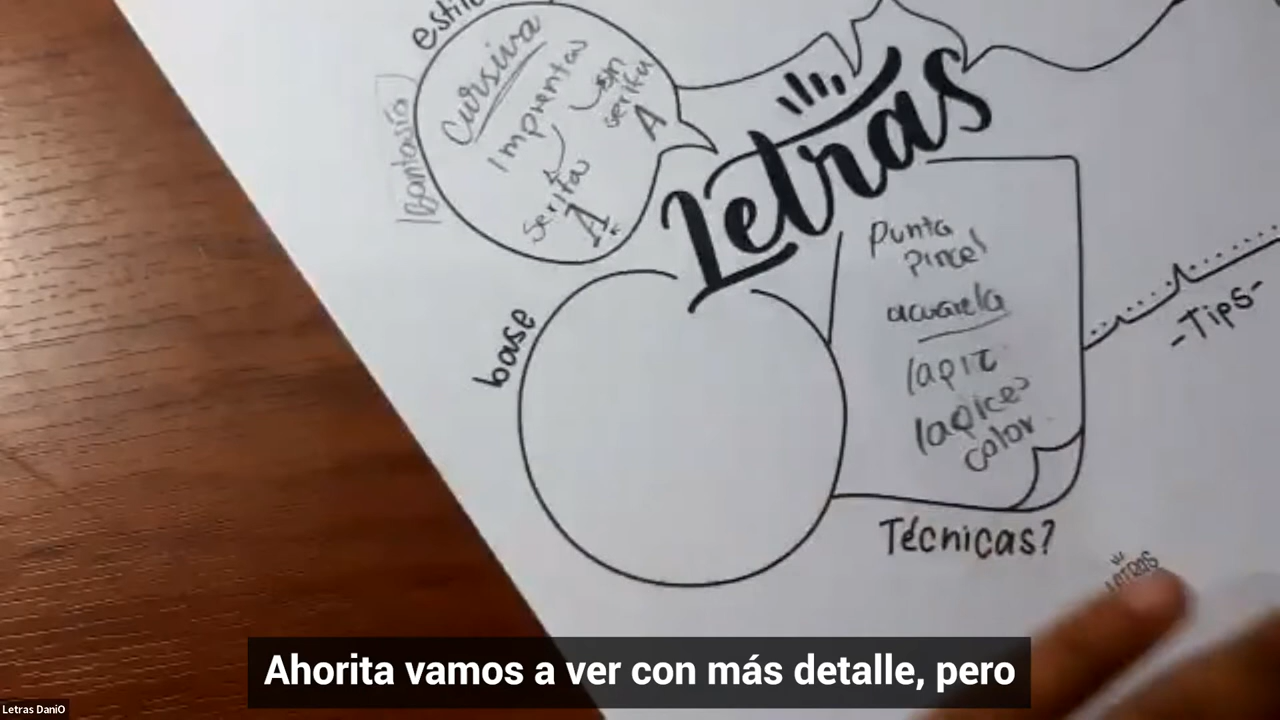 estilo
Cursiva
Imprenta
sin
serifa
A
serifa
A
fantasía
Letras
base
Punta
pincel
acuarela
lapiz
lapices
color
Técnicas?
-Tips-
LETRAS
Ahorita vamos a ver con más detalle, pero
Letras DaniO